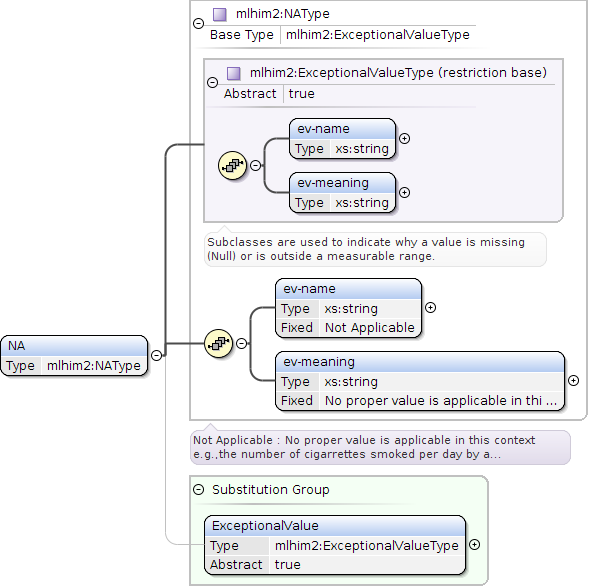 mlhim2:NAType
Base Type mlhim2:ExceptionalValueType
mlhim2:ExceptionalValueType (restriction base)
Abstract true
ev-name
Type xs:string
ev-meaning
Type xs:string
Subclasses are used to indicate why a value is missing
(Null) or is outside a measurable range.
ev-name
Type xs:string
Fixed Not Applicable
NA
Type mlhim2:NAType
ev-meaning
Type xs:string
Fixed No proper value is applicable in thi ...
Not Applicable : No proper value is applicable in this context
e.g.,the number of cigarrettes smoked per day by a...
Substitution Group
ExceptionalValue
Type mlhim2:ExceptionalValueType
Abstract true